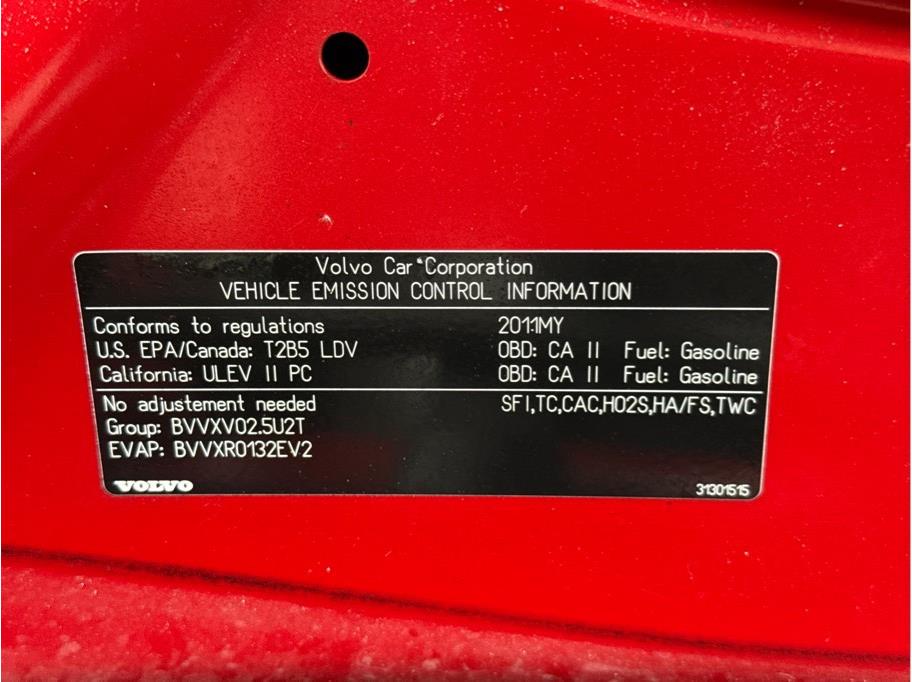 Volvo Car Corporation
VEHICLE EMISSION CONTROL INFORMATION
Conforms to regulations 2011MY
U.S. EPA/Canada: T2B5 LDV OBD: CA II Fuel: Gasoline
California: ULEV II PC OBD: CA II Fuel: Gasoline
No adjustement needed SFI,TC,CAC,HO2S,HA/FS,TWC
Group: BVVXV02.5U2T
EVAP: BVVXR0132EV2
VOLVO 31301515